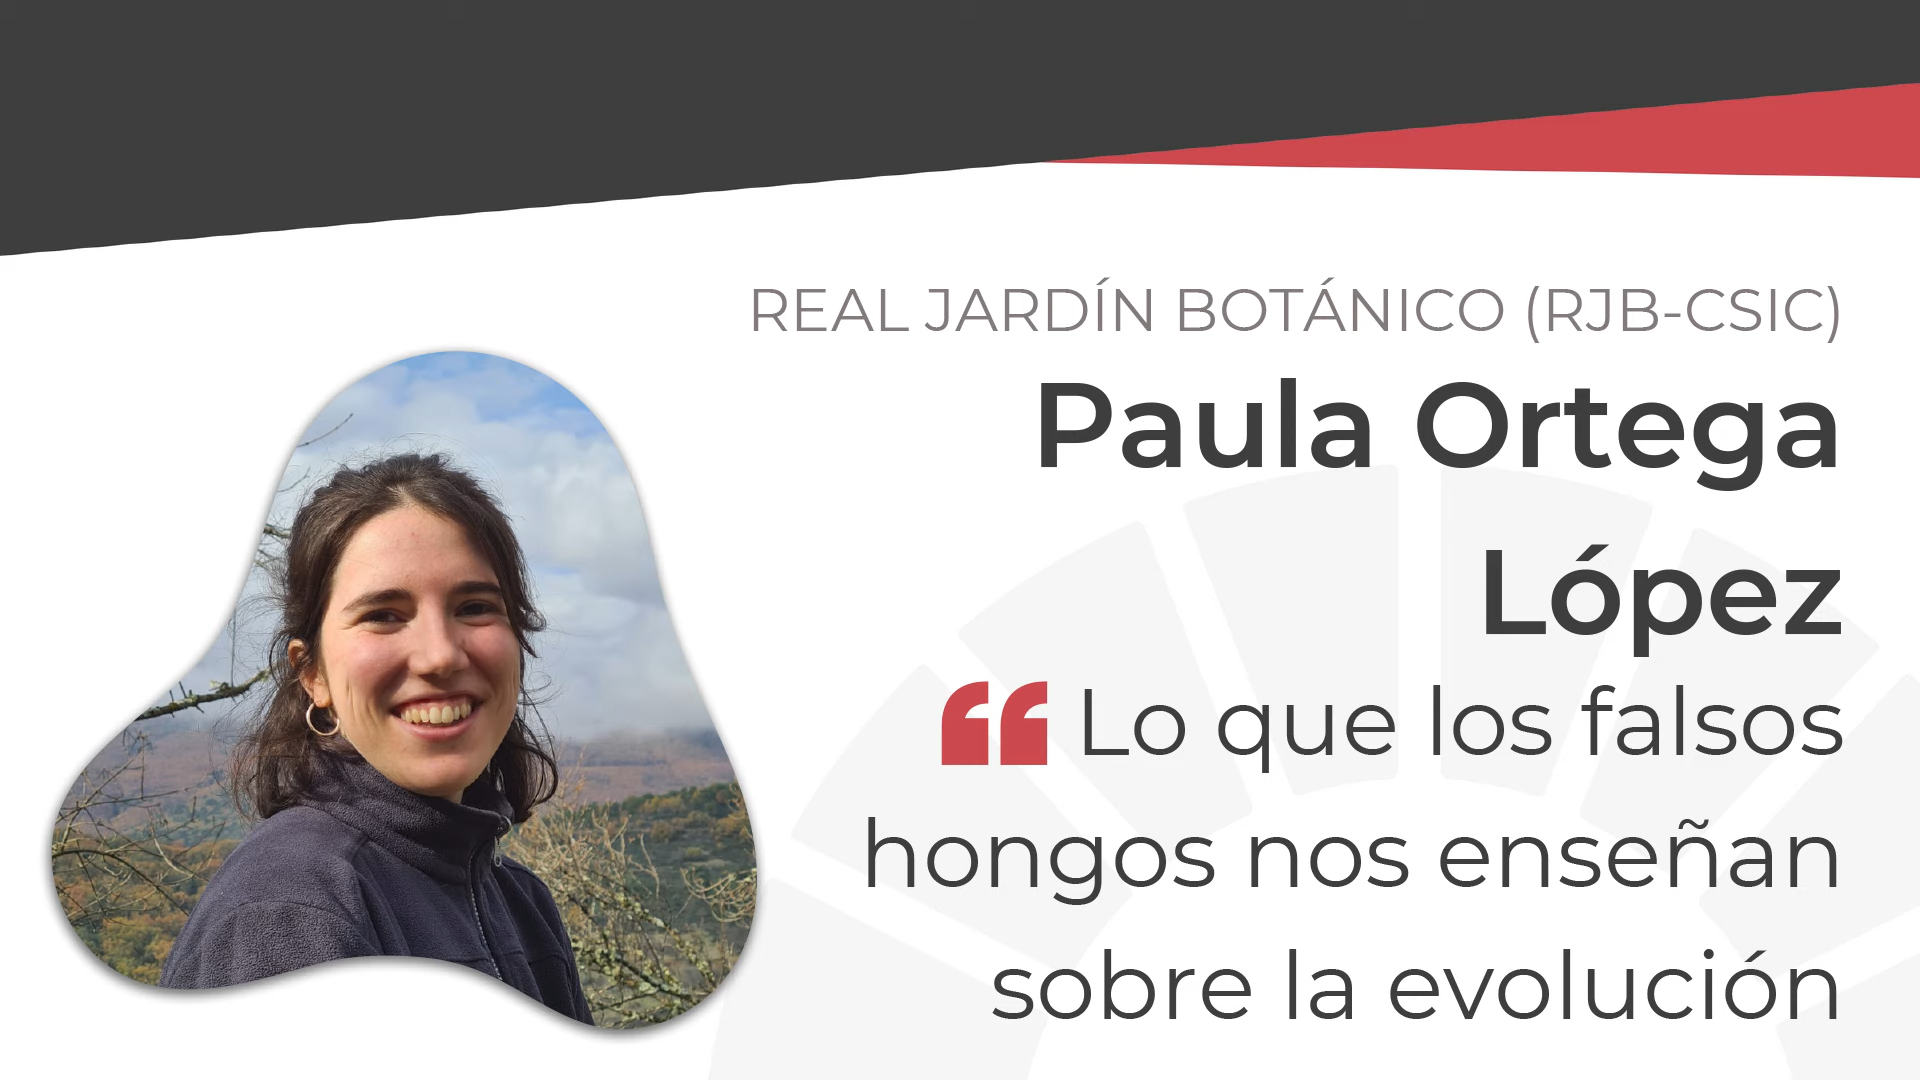 REAL JARDÍN BOTÁNICO (RJB-CSIC)
Paula Ortega
López
“ Lo que los falsos
hongos nos enseñan
sobre la evolución